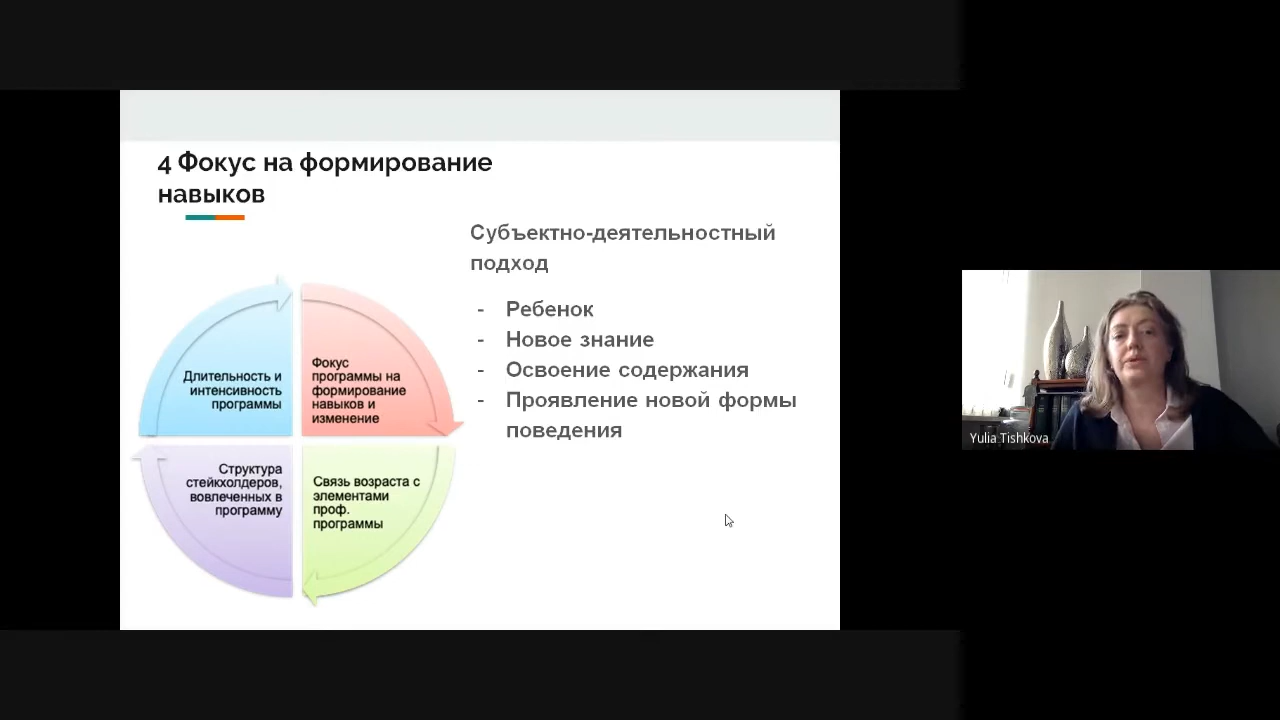 4 Фокус на формирование
навыков
Субъектно-деятельностный
подход
- Ребенок
- Новое знание
- Освоение содержания
- Проявление новой формы
поведения
Длительность и
интенсивность
программы
Фокус
программы на
формирование
навыков и
изменение
Структура
стейкхолдеров,
вовлеченных в
программу
Связь возраста с
элементами
проф.
программы
Yulia Tishkova